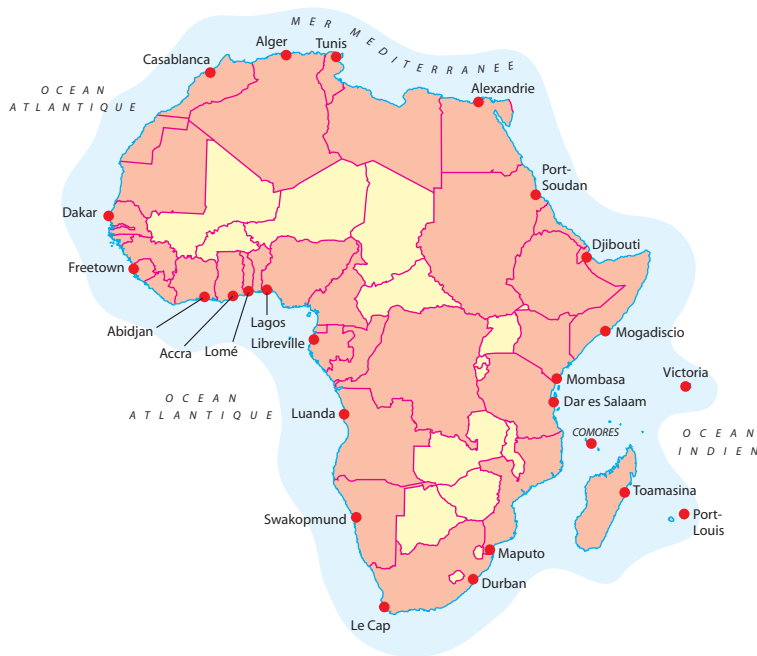 MER MEDITERRANEE
Alger
Tunis
Casablanca
OCEAN
ATLANTIQUE
Alexandrie
Port-
Soudan
Dakar
Djibouti
Freetown
Lagos
Abidjan
Accra
Lomé
Libreville
Mogadiscio
Mombasa
Victoria
Dar es Salaam
OCEAN
ATLANTIQUE
Luanda
COMORES
OCEAN
INDIEN
Toamasina
Swakopmund
Port-
Louis
Maputo
Durban
Le Cap